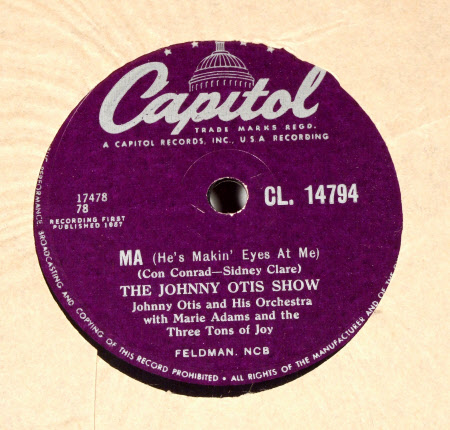 Capitol
TRADE MARKS REGD.
A CAPITOL RECORDS, INC., U.S.A RECORDING
17478
78
CL. 14794
RECORDING FIRST
PUBLISHED 1957
MA (He's Makin' Eyes At Me)
(Con Conrad—Sidney Clare)
THE JOHNNY OTIS SHOW
Johnny Otis and His Orchestra
with Marie Adams and the
Three Tons of Joy
FELDMAN. NCB
PERFORMANCE BROADCASTING AND COPYING OF THIS RECORD PROHIBITED • ALL RIGHTS OF THE MANUFACTURER AND OF